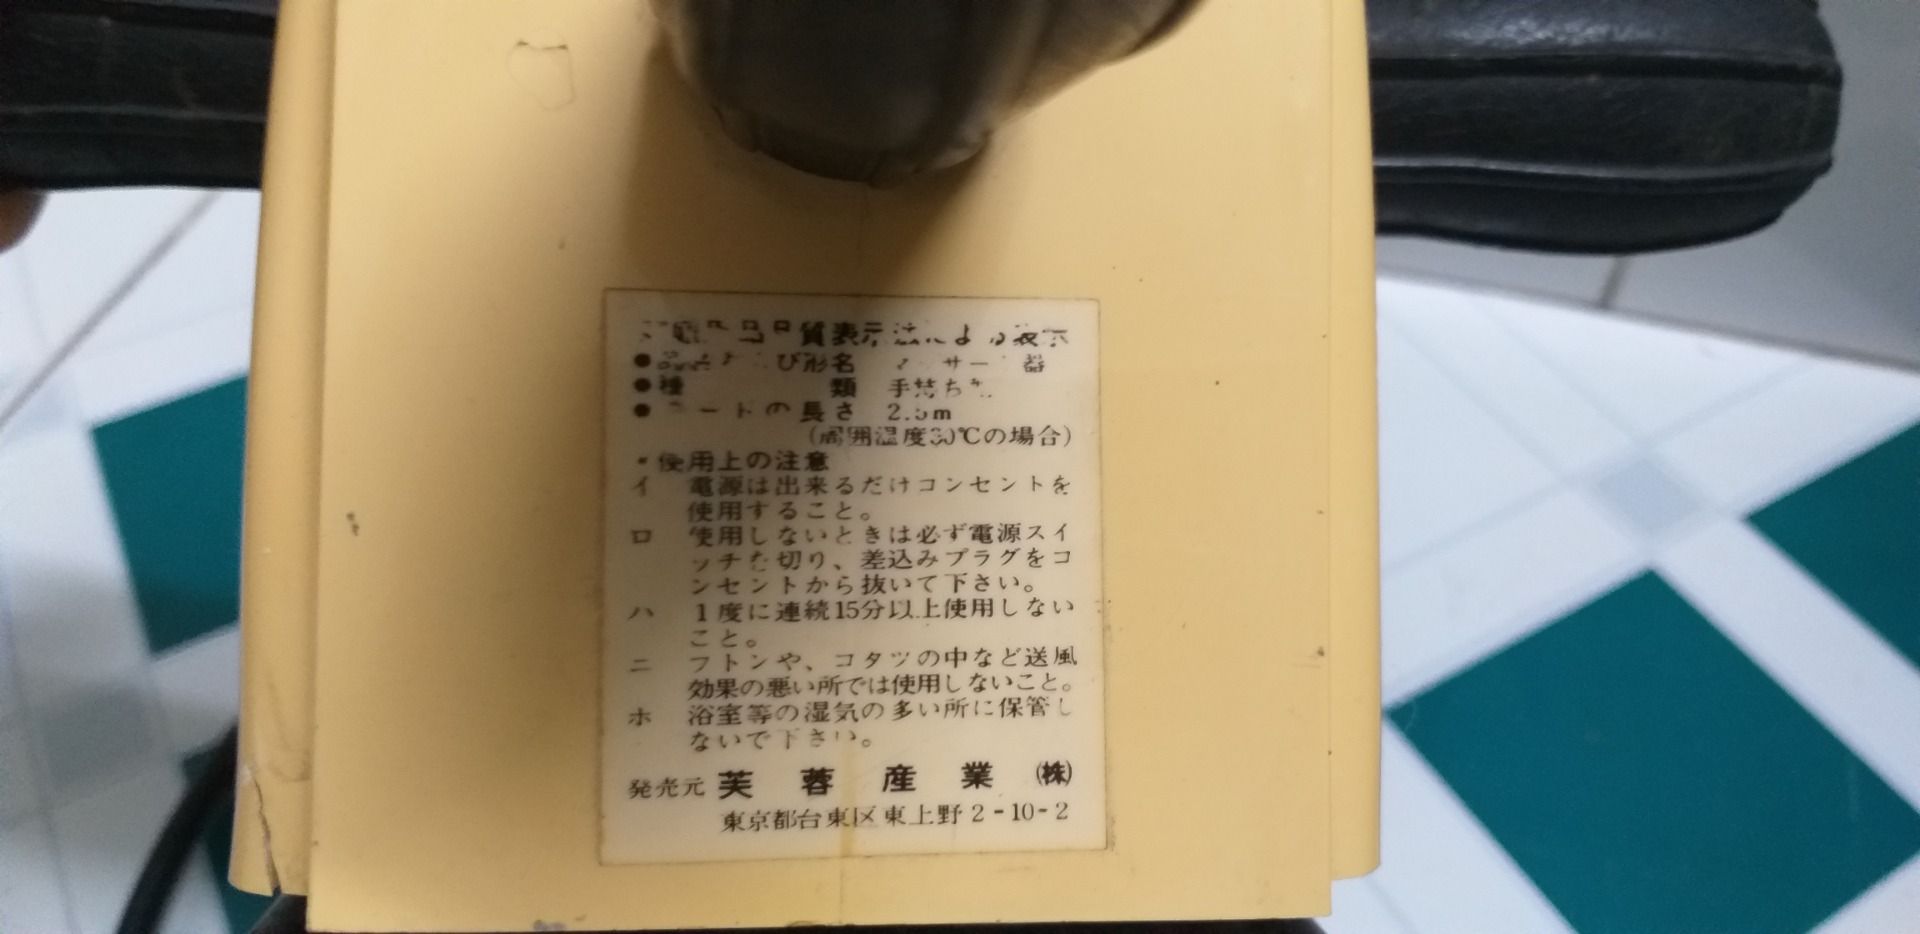 質表示 による表示
●び形名 マッサー 器
●種 類 手持ち
●コードの長さ 2.5m
(周囲温度30℃の場合)
・使用上の注意
イ 電源は出来るだけコンセントを
使用すること。
ロ 使用しないときは必ず電源スイ
ッチを切り、差込みプラグをコ
ンセントから抜いて下さい。
ハ 1度に連続15分以上使用しない
こと。
ニ フトンや、コタツの中など送風
効果の悪い所では使用しないこと。
ホ 浴室等の湿気の多い所に保管し
ないで下さい。
発売元 芙蓉産業(株)
東京都台東区東上野2-10-2